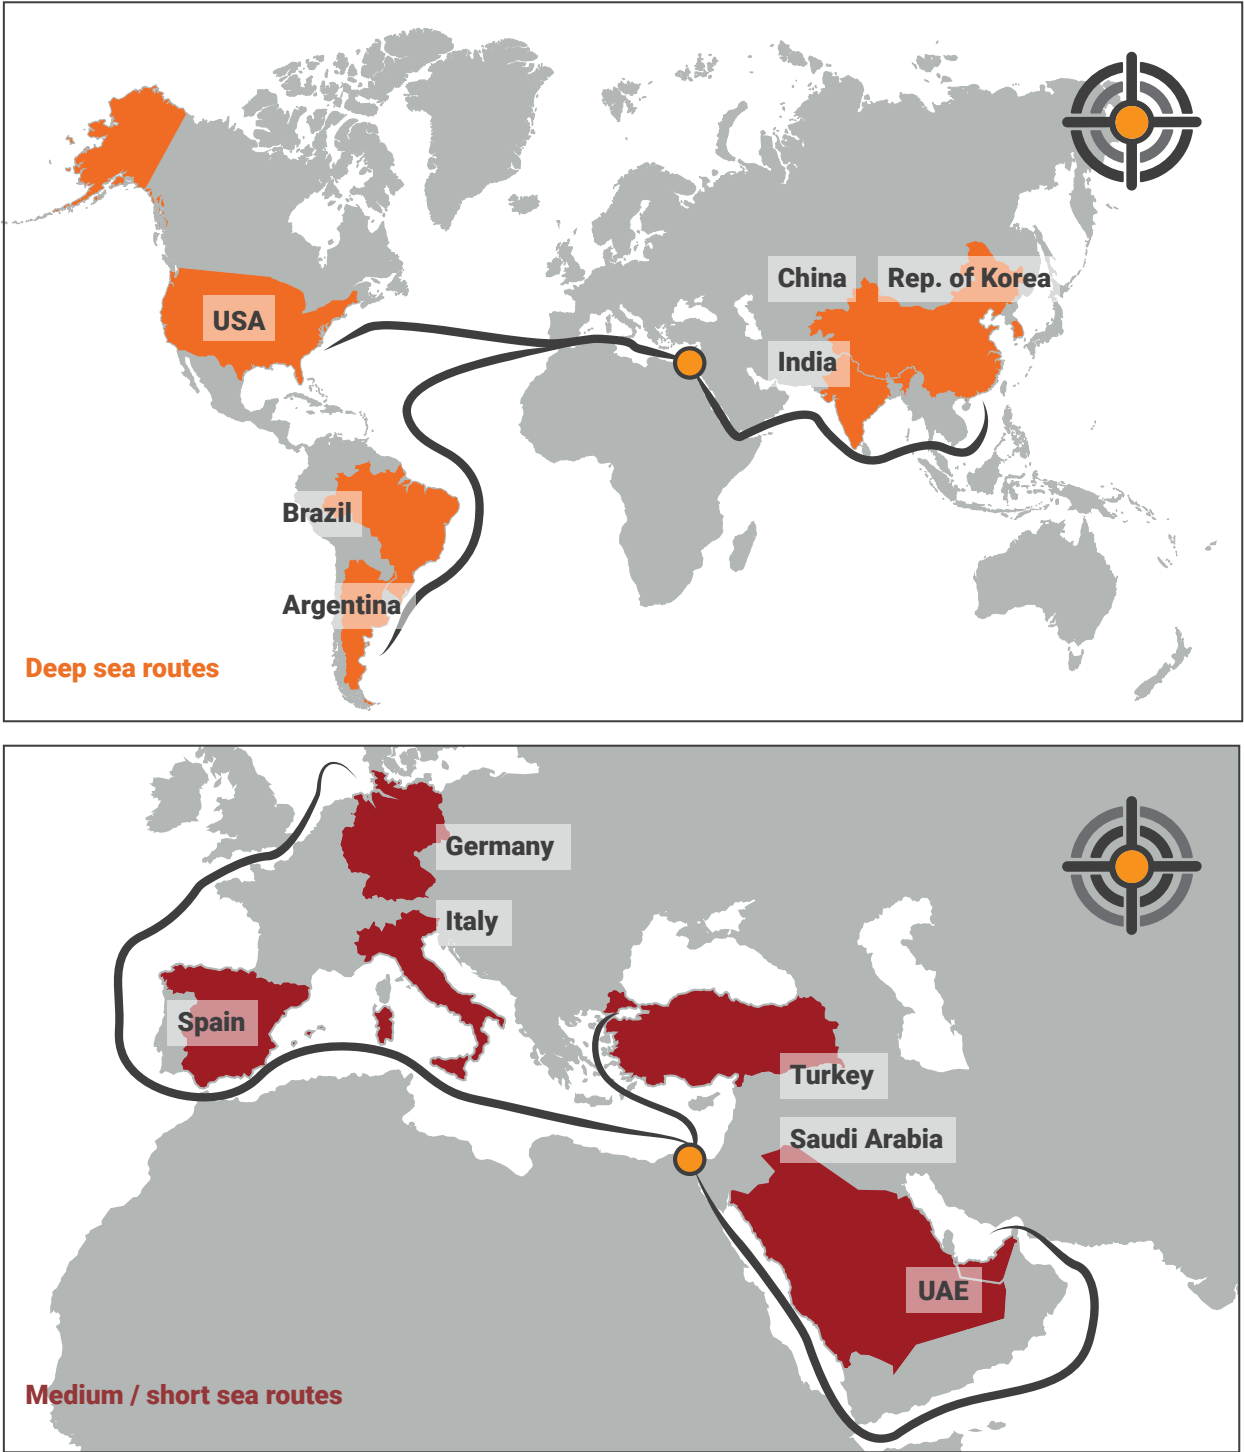 China
Rep. of Korea
USA
India
Brazil
Argentina
Deep sea routes
Germany
Italy
Spain
Turkey
Saudi Arabia
UAE
Medium / short sea routes